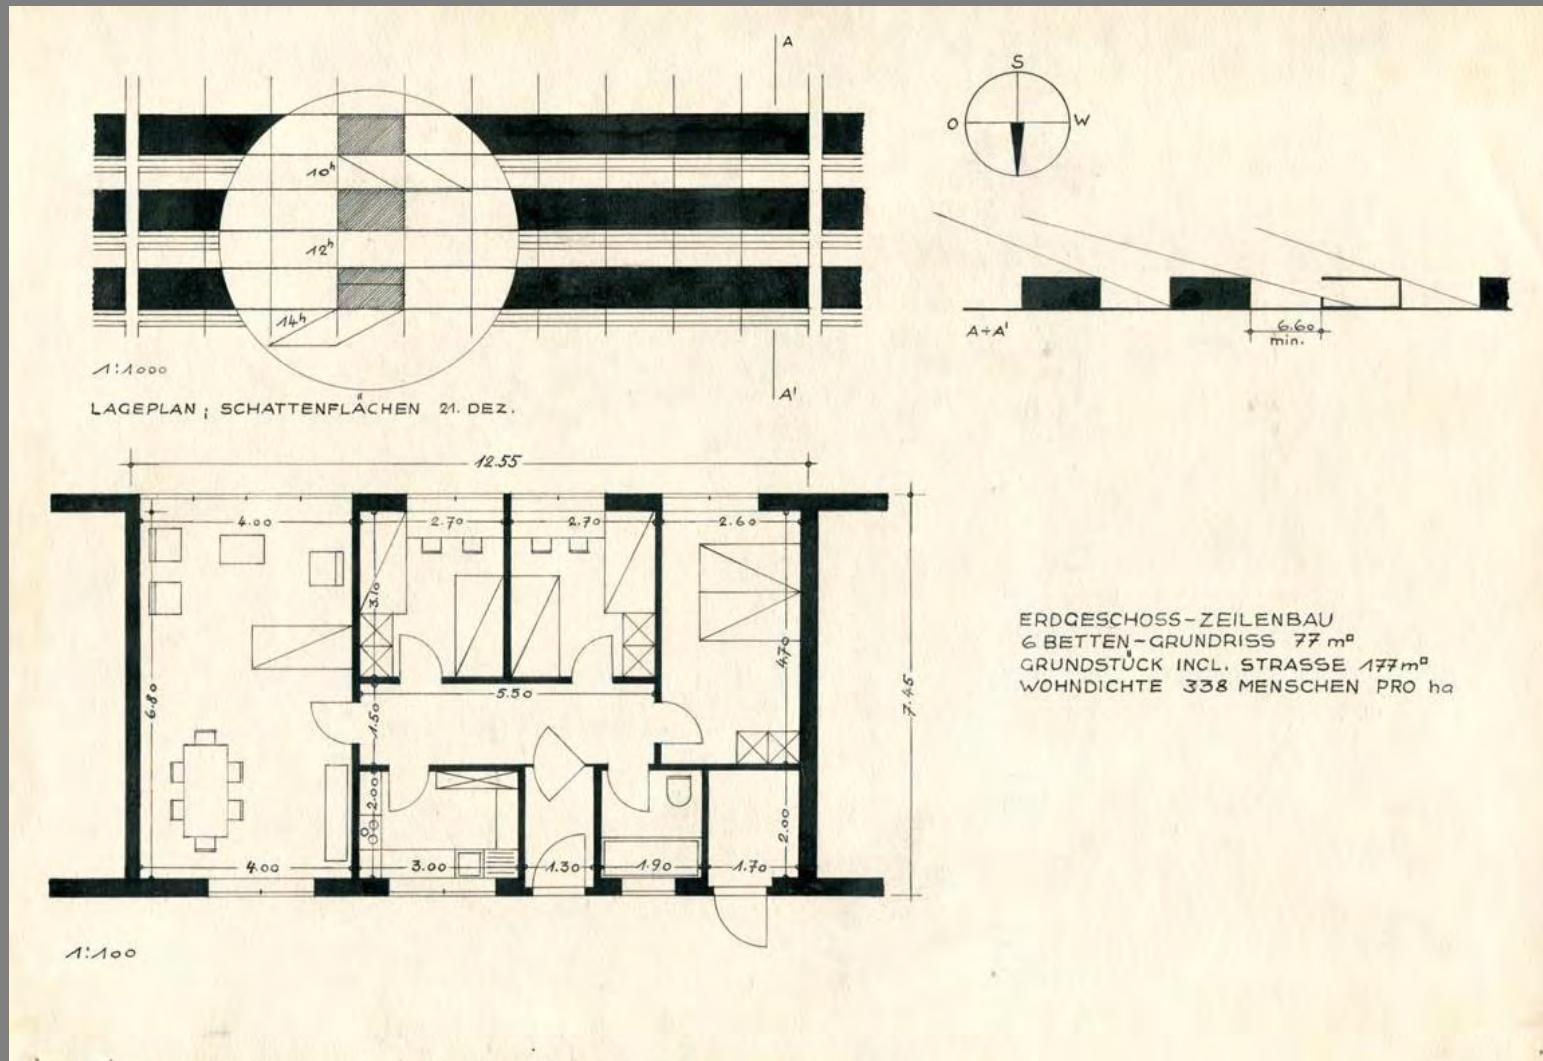 A
S
O
W
10ʰ
12ʰ
14ʰ
A÷A'
6.60
min.
1:1000
A'
LAGEPLAN ; SCHATTENFLÄCHEN 21. DEZ.
12.55
4.00
2.70
2.70
2.60
3.10
4.70
6.80
5.50
1.50
7.45
2.00
2.00
4.00
3.00
1.30
1.90
1.70
1:100
ERDGESCHOSS-ZEILENBAU
6 BETTEN-GRUNDRISS 77 m²
GRUNDSTÜCK INCL. STRASSE 177 m²
WOHNDICHTE 338 MENSCHEN PRO ha